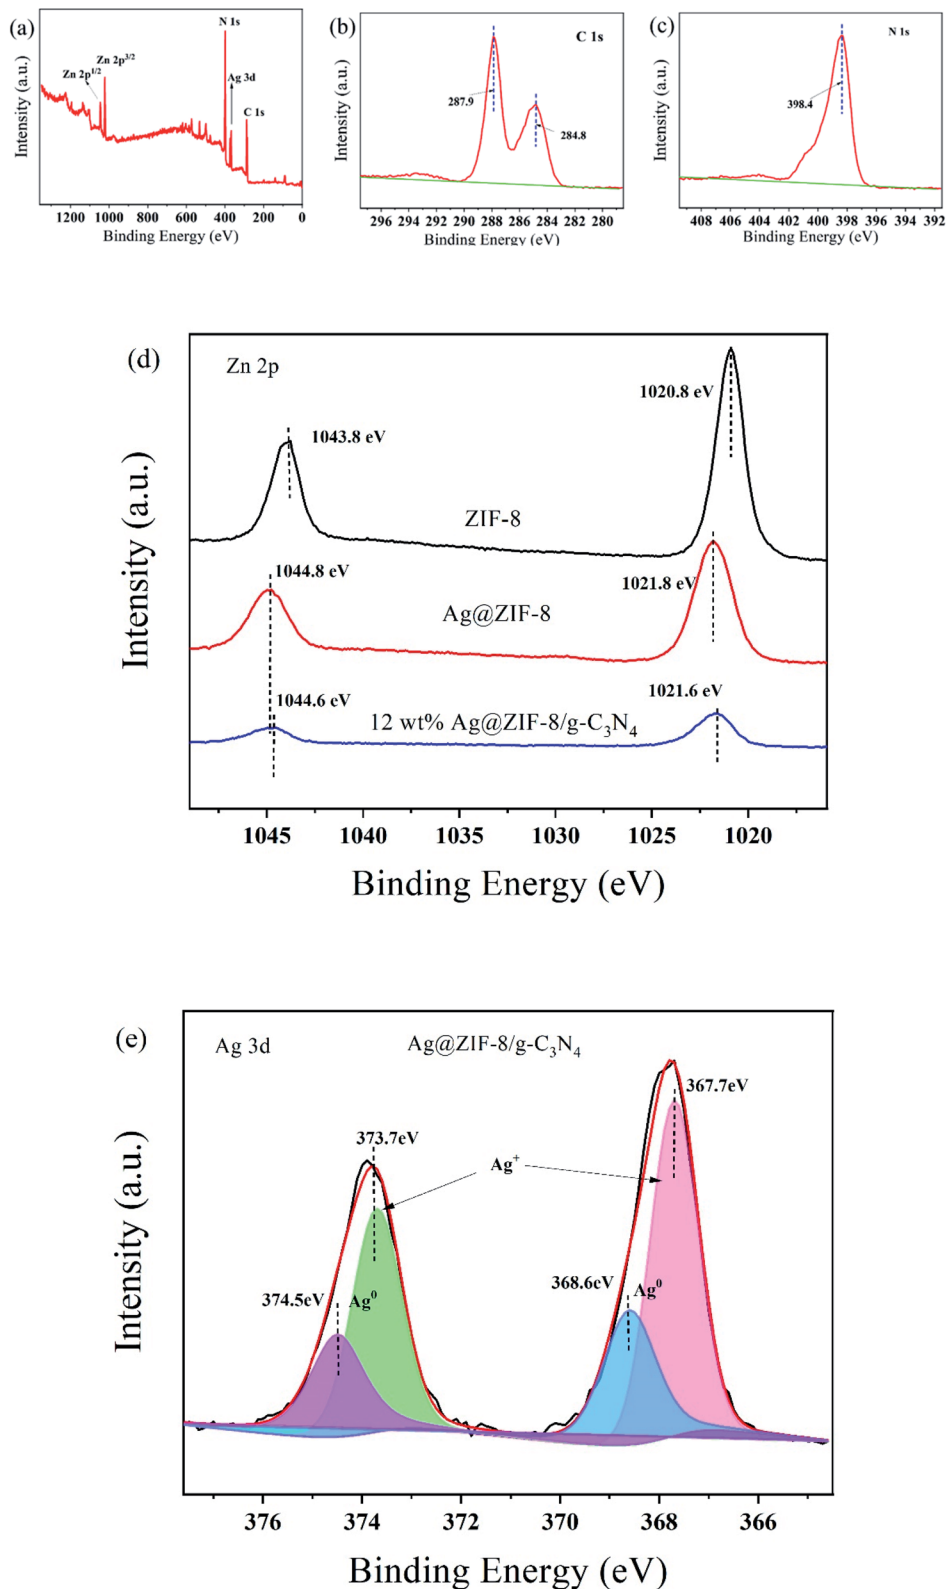 (a)
N 1s
Zn 2p3/2
Zn 2p1/2
Ag 3d
C 1s
Intensity (a.u.)
1200 1000 800 600 400 200 0
Binding Energy (eV)
(b)
C 1s
287.9
284.8
Intensity (a.u.)
296 294 292 290 288 286 284 282 280
Binding Energy (eV)
(c)
N 1s
398.4
Intensity (a.u.)
408 406 404 402 400 398 396 394 392
Binding Energy (eV)
(d)
Zn 2p
1020.8 eV
1043.8 eV
ZIF-8
1044.8 eV
1021.8 eV
Ag@ZIF-8
1044.6 eV
1021.6 eV
12 wt% Ag@ZIF-8/g-C₃N₄
Intensity (a.u.)
1045 1040 1035 1030 1025 1020
Binding Energy (eV)
(e)
Ag 3d
Ag@ZIF-8/g-C₃N₄
367.7eV
373.7eV
Ag⁺
374.5eV
Ag⁰
368.6eV
Ag⁰
Intensity (a.u.)
376 374 372 370 368 366
Binding Energy (eV)